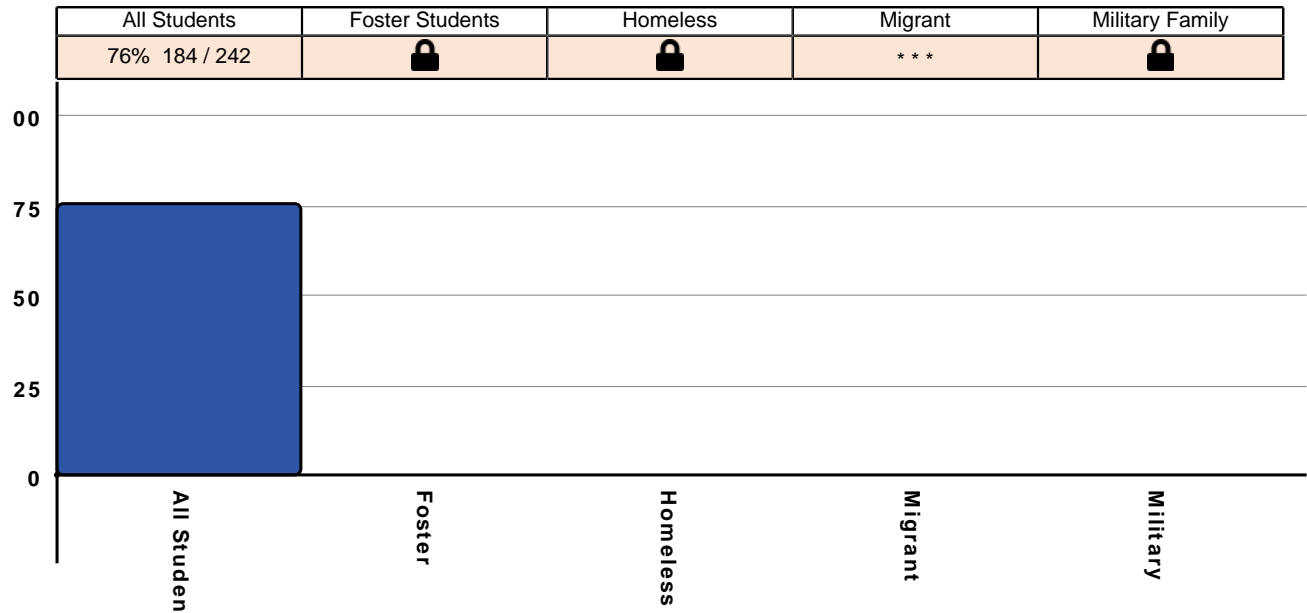 All Students Foster Students Homeless Migrant Military Family
76% 184 / 242 * * *
00
75
50
25
0
All Studen
Foster
Homeless
Migrant
Military